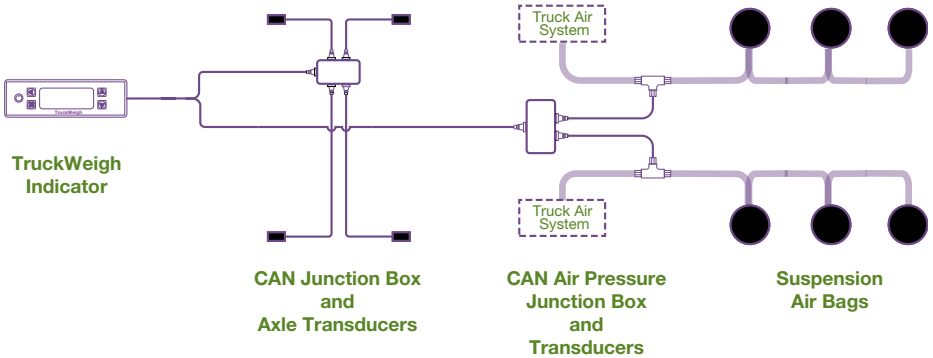 Truck Air
System
TruckWeigh
TruckWeigh
Indicator
Truck Air
System
CAN Junction Box
and
Axle Transducers
CAN Air Pressure
Junction Box
and
Transducers
Suspension
Air Bags